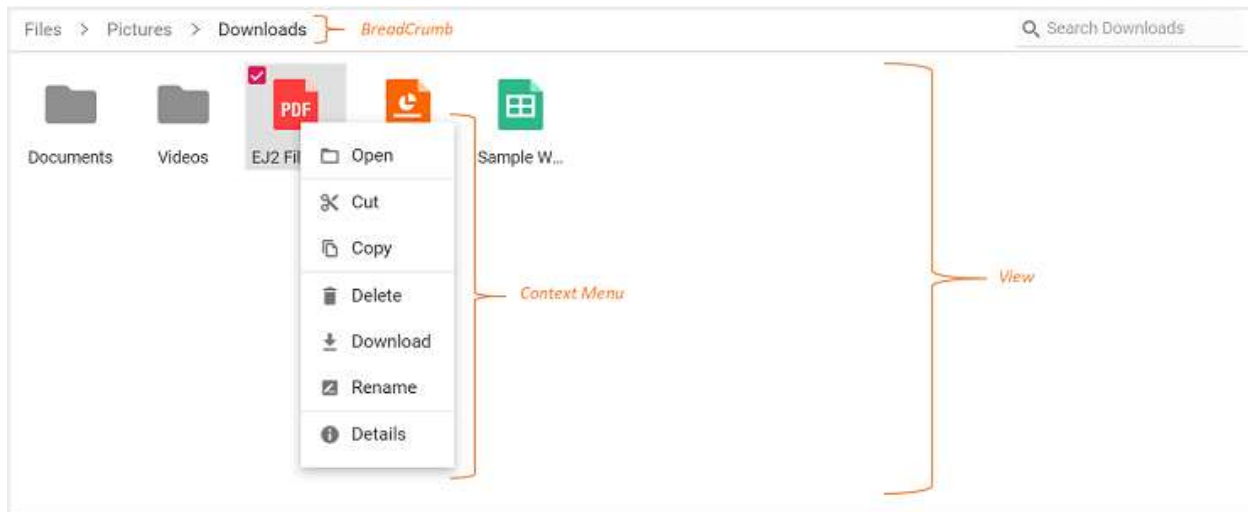 Files > Pictures > Downloads BreadCrumb
Search Downloads
PDF
Documents Videos EJ2 Fil Sample W...
Open
Cut
Copy
Delete
Download
Rename
Details
Context Menu
View